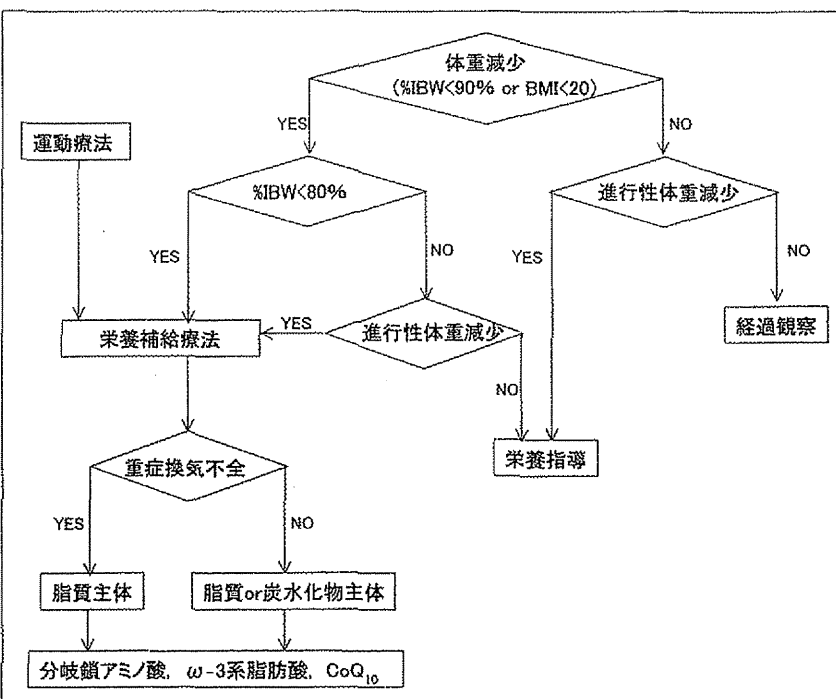 体重減少
(%IBW<90% or BMI<20)
YES
NO
運動療法
%IBW<80%
進行性体重減少
YES
NO
YES
NO
栄養補給療法
YES
進行性体重減少
経過観察
NO
栄養指導
重症換気不全
YES
NO
脂質主体
脂質or炭水化物主体
分岐鎖アミノ酸, ω-3系脂肪酸, CoQ10